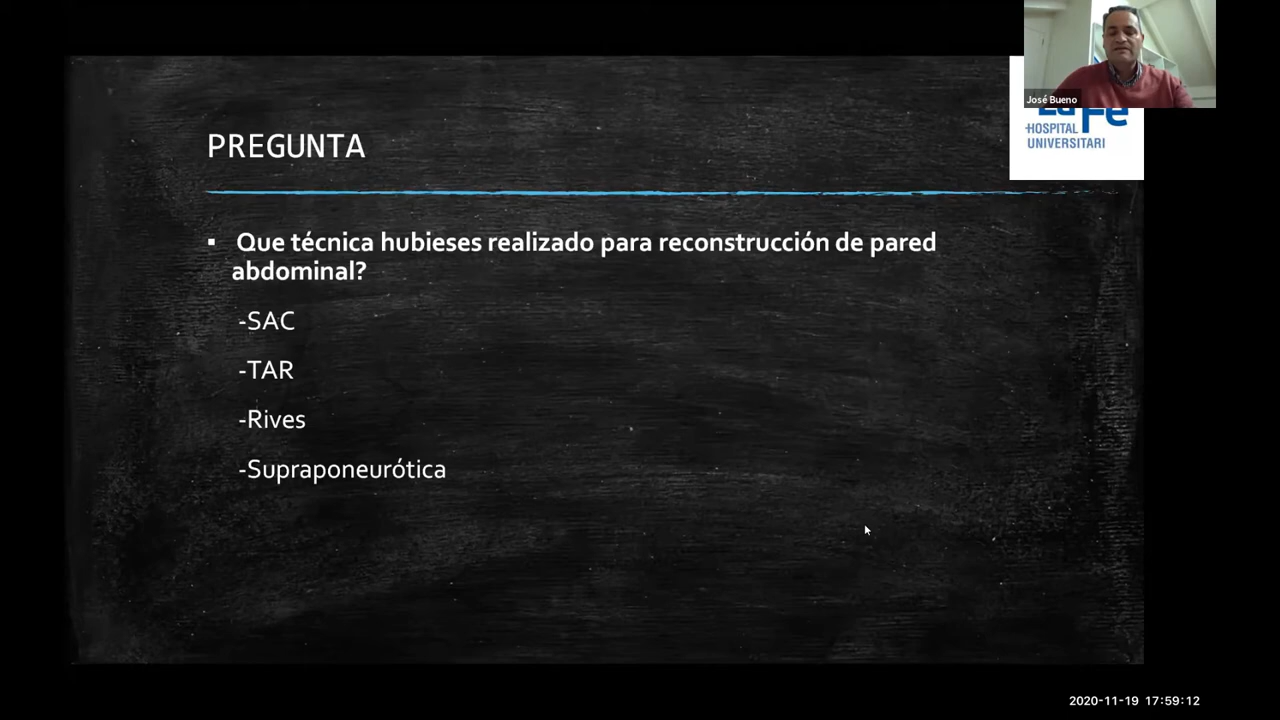 José Bueno
HOSPITAL
UNIVERSITARI
PREGUNTA
▪ Que técnica hubieses realizado para reconstrucción de pared
abdominal?
-SAC
-TAR
-Rives
-Supraponeurótica
2020-11-19 17:59:12